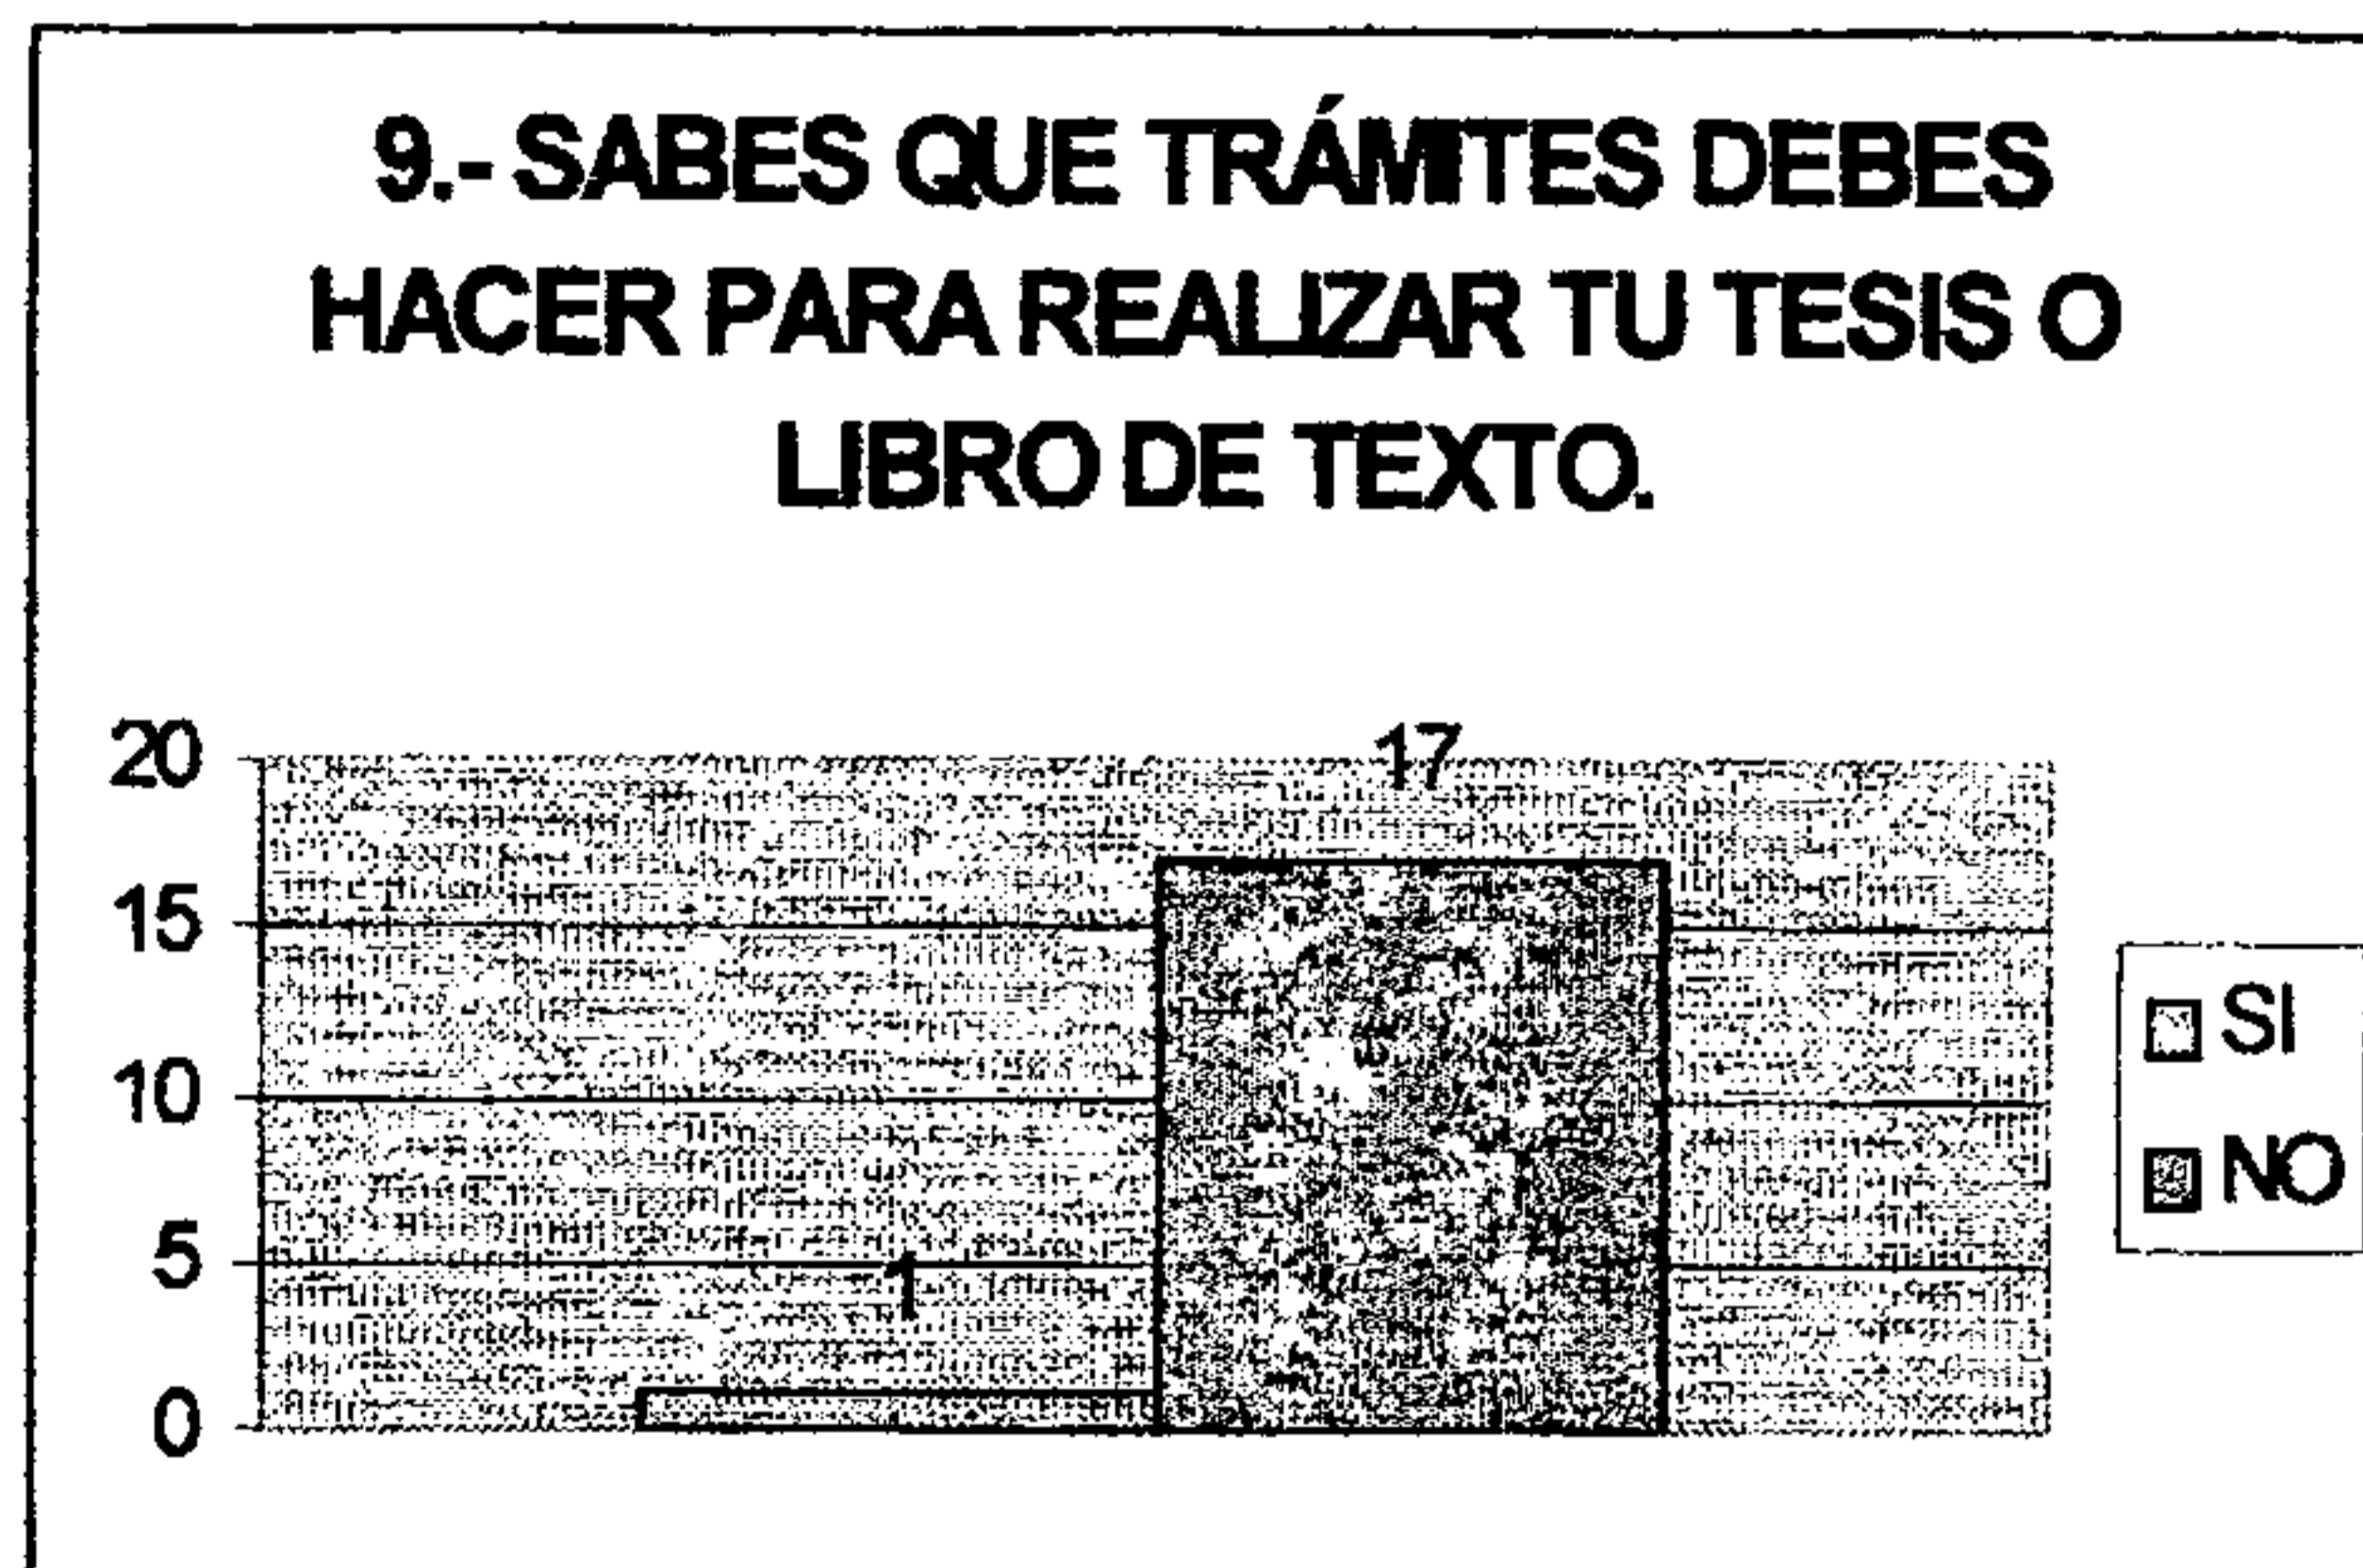 9.- SABES QUE TRÁMITES DEBES
HACER PARA REALIZAR TU TESIS O
LIBRO DE TEXTO.
20
17
15
10
5
1
0
SI
NO